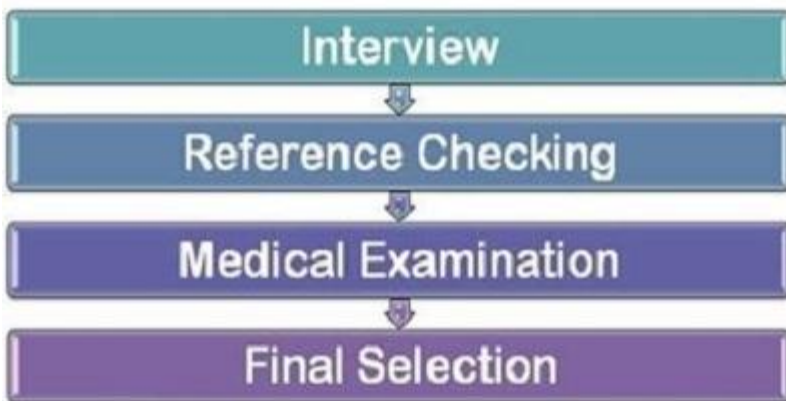 Interview
Reference Checking
Medical Examination
Final Selection